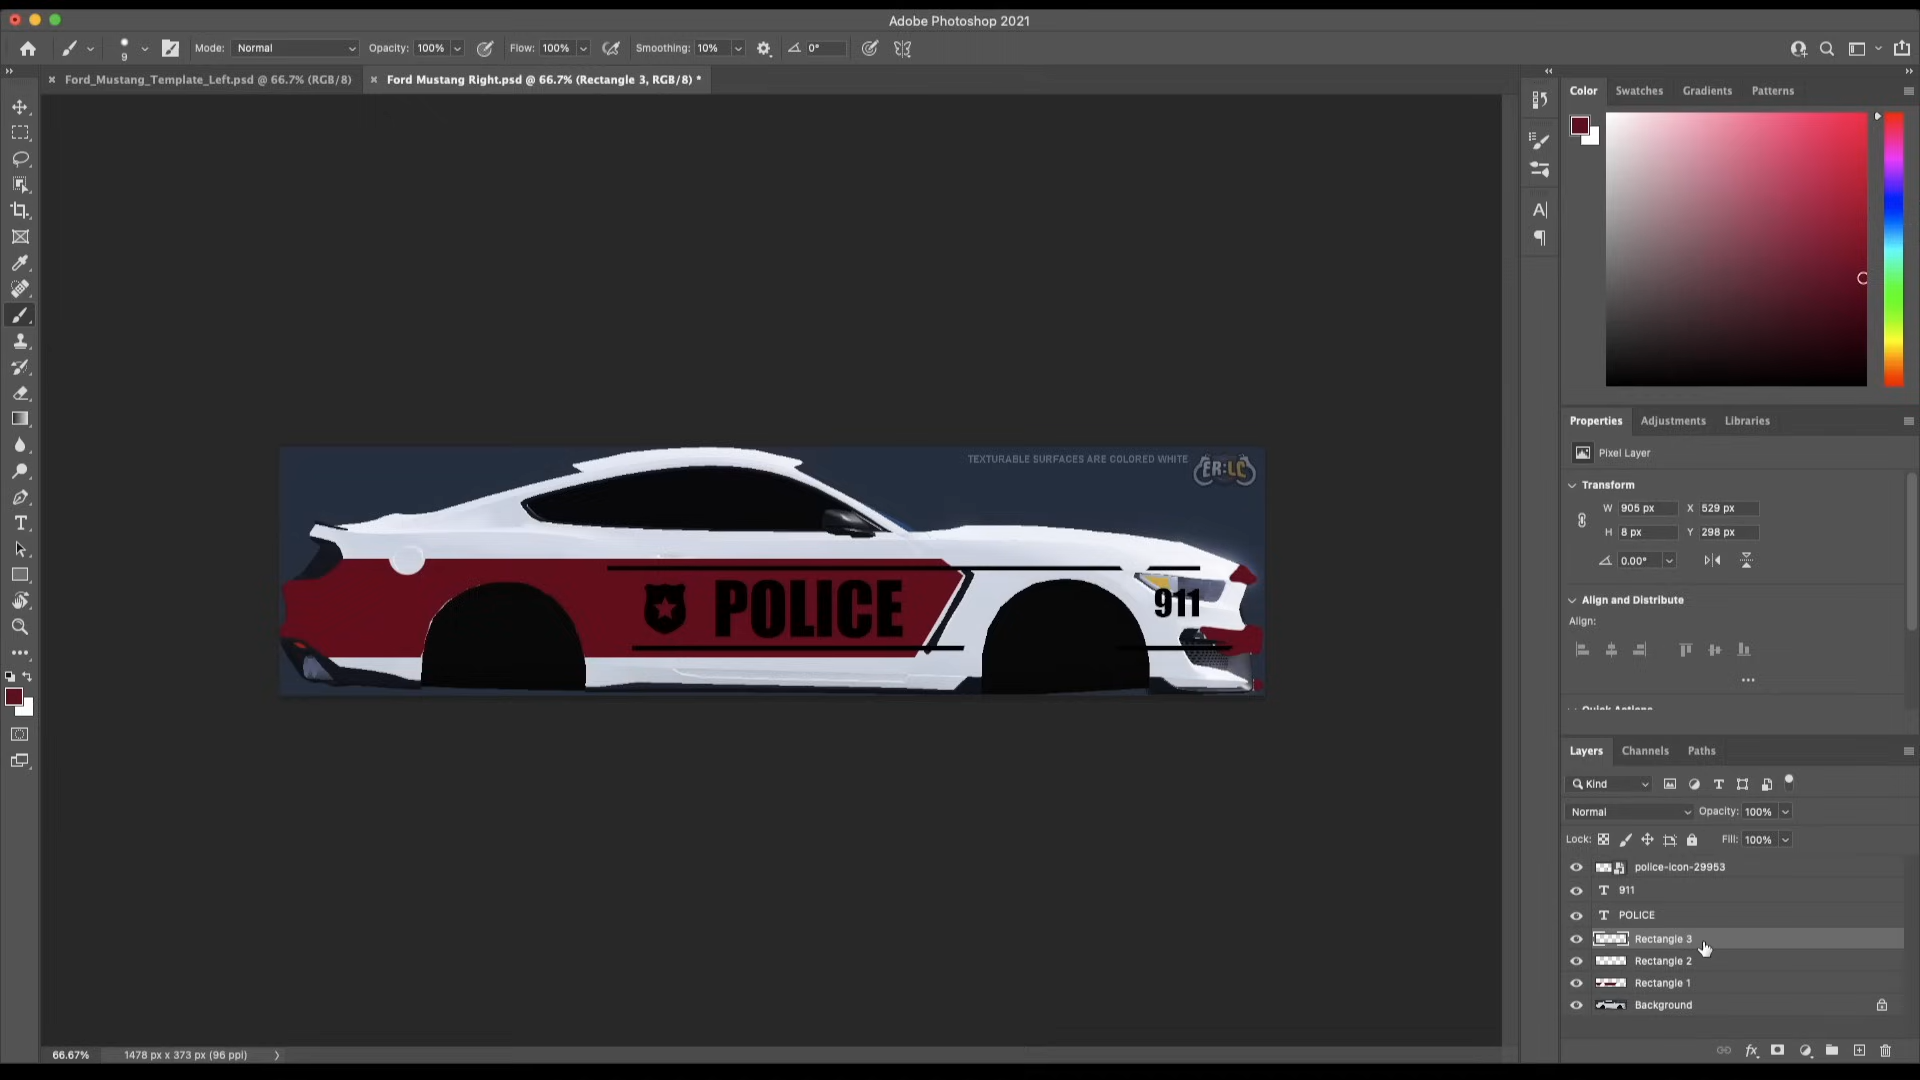 Adobe Photoshop 2021
9
Mode: Normal
Opacity: 100%
Flow: 100%
Smoothing: 10%
0°
Ford_Mustang_Template_Left.psd @ 66.7% (RGB/8)
Ford Mustang Right.psd @ 66.7% (Rectangle 3, RGB/8) *
Color Swatches Gradients Patterns
TEXTURABLE SURFACES ARE COLORED WHITE
ER:LC
POLICE
911
Properties Adjustments Libraries
Pixel Layer
Transform
W 905 px X 529 px
H 8 px Y 298 px
0.00°
Align and Distribute
Align:
Quick Actions
Layers Channels Paths
Kind
Normal Opacity: 100%
Lock: Fill: 100%
police-icon-29953
T 911
T POLICE
Rectangle 3
Rectangle 2
Rectangle 1
Background
fx
66.67% 1478 px x 373 px (96 ppi)